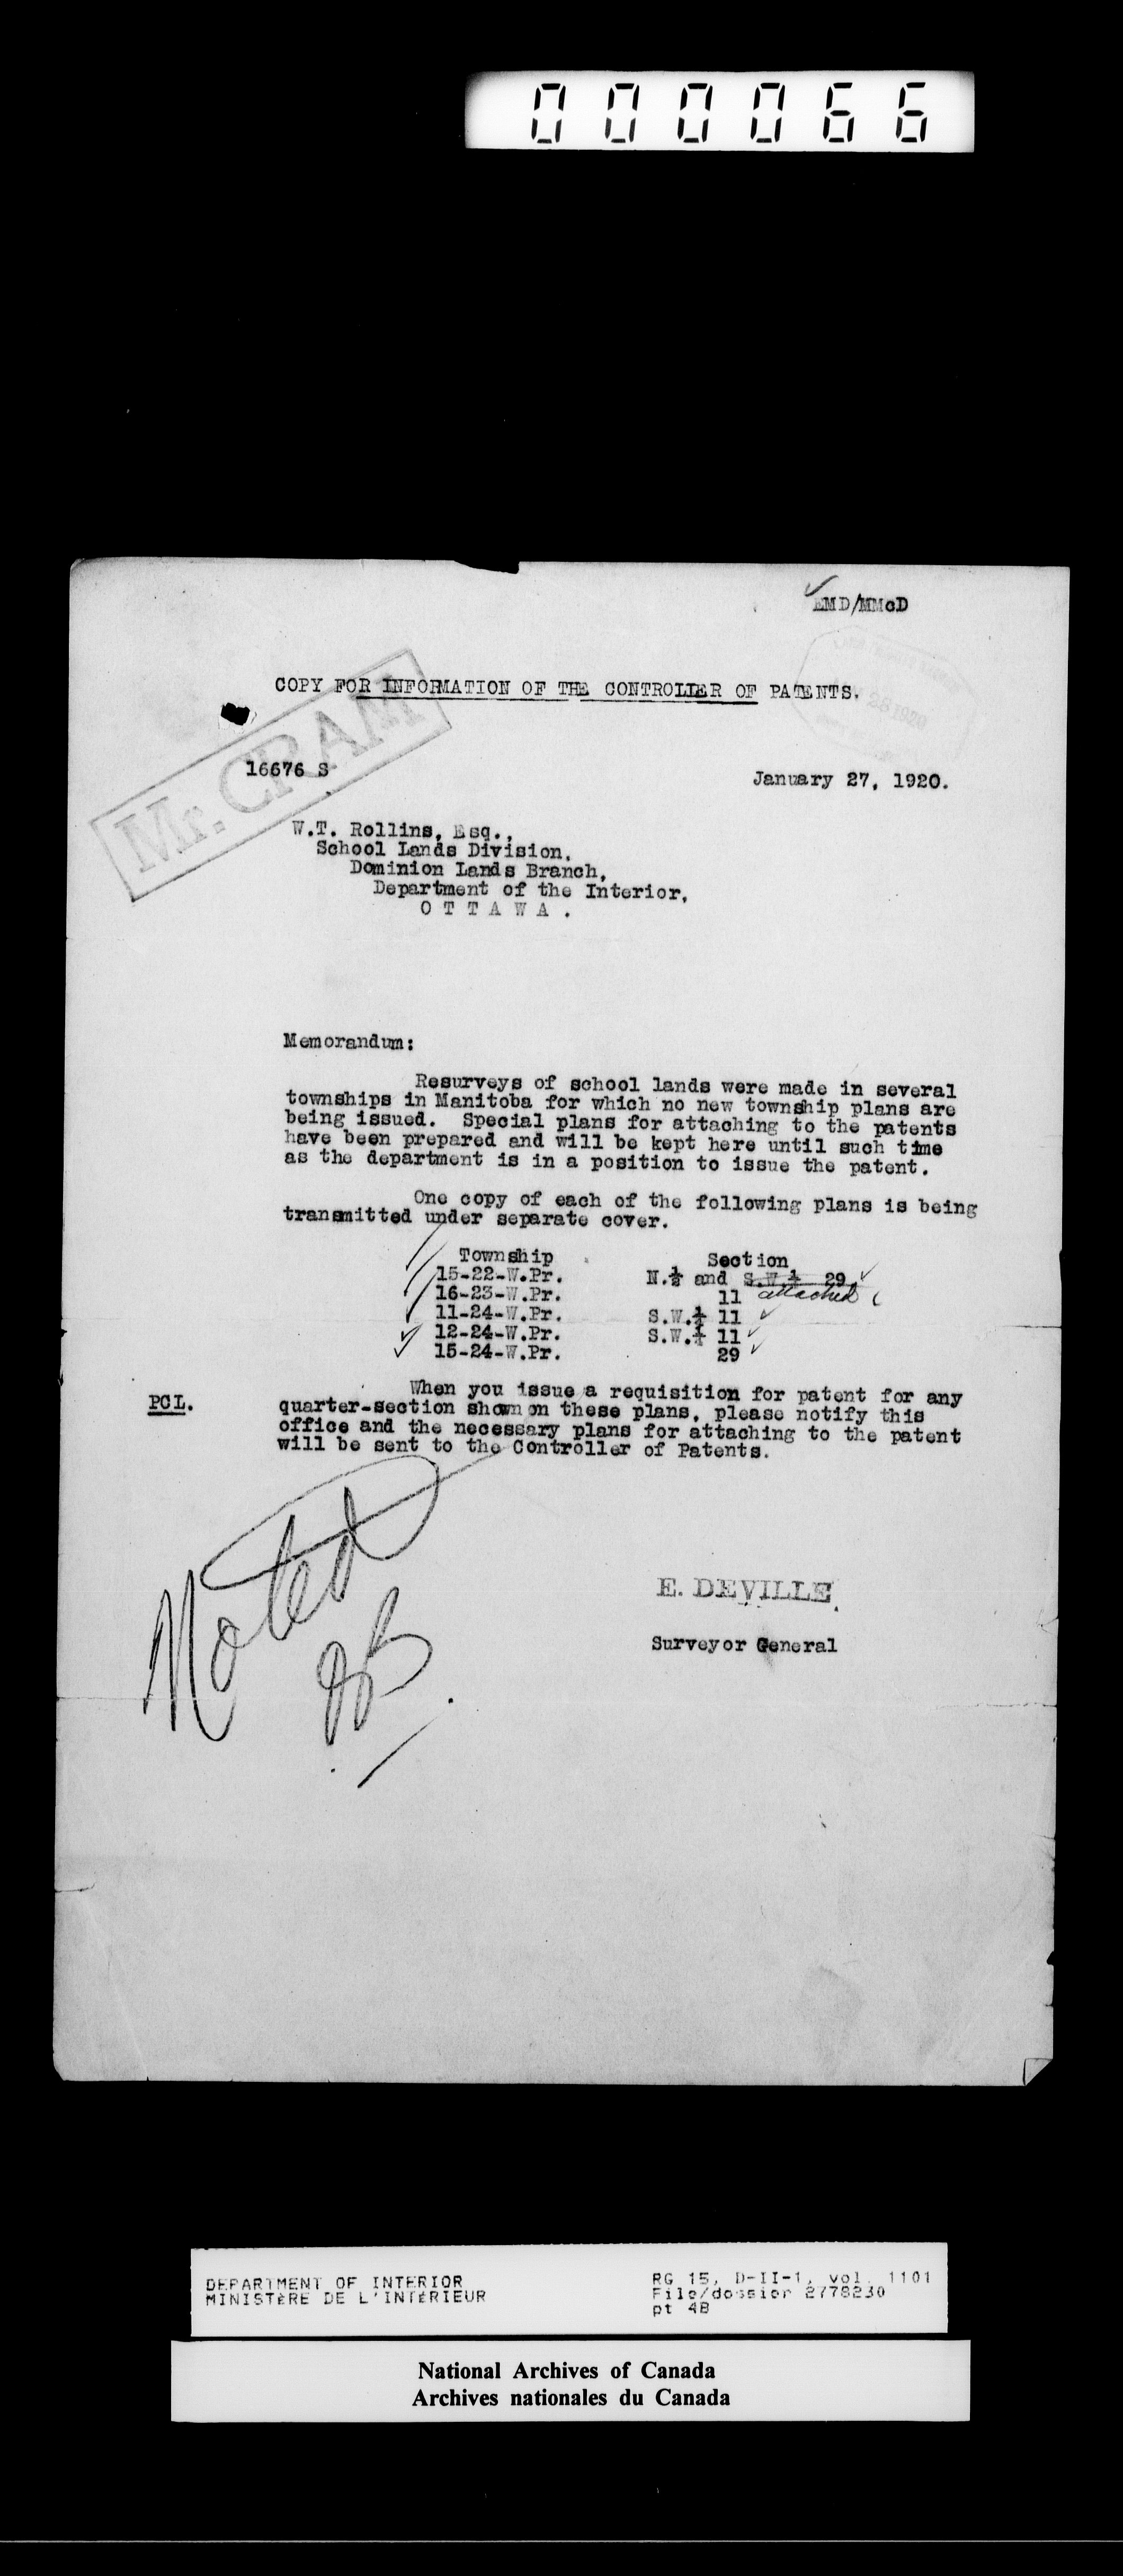 000066
EMD/MMcD
COPY FOR INFORMATION OF THE CONTROLLER OF PATENTS.
28 1920
Mr. CRAM
16676 S
January 27, 1920.
W.T. Rollins, Esq.,
School Lands Division,
Dominion Lands Branch,
Department of the Interior,
O T T A W A .
Memorandum:
Resurveys of school lands were made in several
townships in Manitoba for which no new township plans are
being issued. Special plans for attaching to the patents
have been prepared and will be kept here until such time
as the department is in a position to issue the patent.
One copy of each of the following plans is being
transmitted under separate cover.
Township Section
15-22-W.Pr. N.½ and S.W.¼ 29 ✓
16-23-W.Pr. 11 attached
11-24-W.Pr. S.W.¼ 11 ✓
✓ 12-24-W.Pr. S.W.¼ 11 ✓
✓ 15-24-W.Pr. 29 ✓
When you issue a requisition for patent for any
PCL. quarter-section shown on these plans, please notify this
office and the necessary plans for attaching to the patent
will be sent to the Controller of Patents.
Noted
E. DEVILLE.
Surveyor General
DEPARTMENT OF INTERIOR
MINISTÈRE DE L'INTÉRIEUR
RG 15, D-II-1, vol. 1101
File/dossier 2778230
pt 4B
National Archives of Canada
Archives nationales du Canada